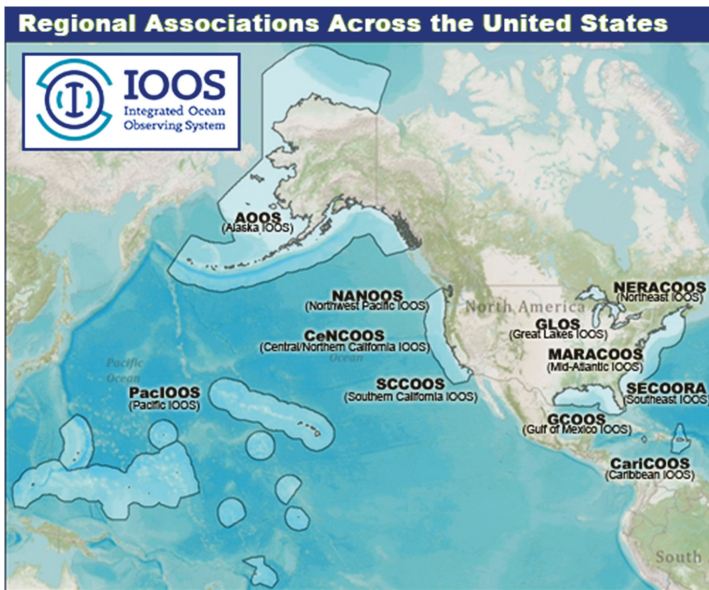 Regional Associations Across the United States
IOOS
Integrated Ocean
Observing System
AOOS
(Alaska IOOS)
NANOOS
(Northwest Pacific IOOS)
North America
NERACOOS
(Northeast IOOS)
GLOS
(Great Lakes IOOS)
CeNCOOS
(Central/Northern California IOOS)
Ocean
MARACOOS
(Mid-Atlantic IOOS)
Pacific
Ocean
SCCOOS
(Southern California IOOS)
SECOORA
(Southeast IOOS)
PacIOOS
(Pacific IOOS)
GCOOS
(Gulf of Mexico IOOS)
CariCOOS
(Caribbean IOOS)
South